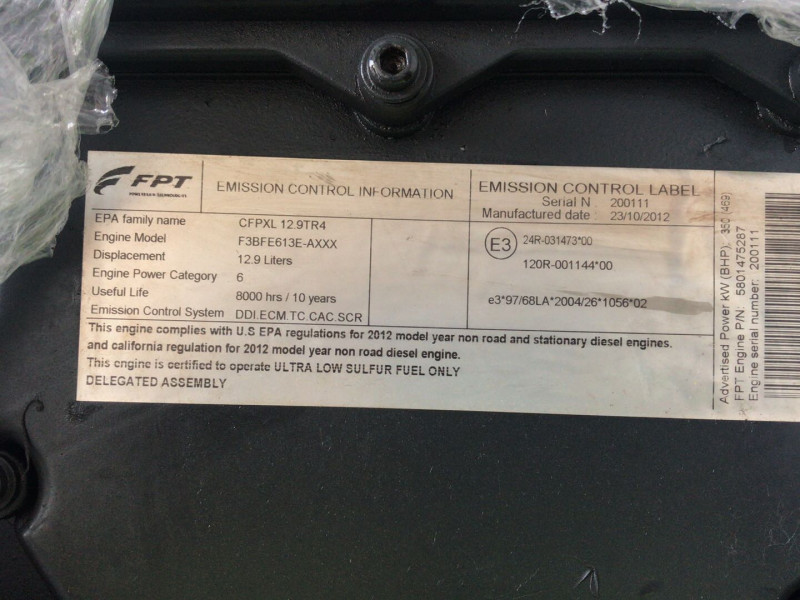 FPT
EMISSION CONTROL INFORMATION
EPA family name CFPXL 12.9TR4
Engine Model F3BFE613E-AXXX
Displacement 12.9 Liters
Engine Power Category 6
Useful Life 8000 hrs / 10 years
Emission Control System DDI.ECM.TC.CAC.SCR
EMISSION CONTROL LABEL
Serial N 200111
Manufactured date 23/10/2012
E3 24R-031473*00
120R-001144*00
e3*97/68LA*2004/26*1056*02
This engine complies with U.S EPA regulations for 2012 model year non road and stationary diesel engines.
and california regulation for 2012 model year non road diesel engine.
This engine is certified to operate ULTRA LOW SULFUR FUEL ONLY
DELEGATED ASSEMBLY
Advertised Power kW (BHP). 350 (469)
FPT Engine P/N: 5801475287
Engine serial number: 200111